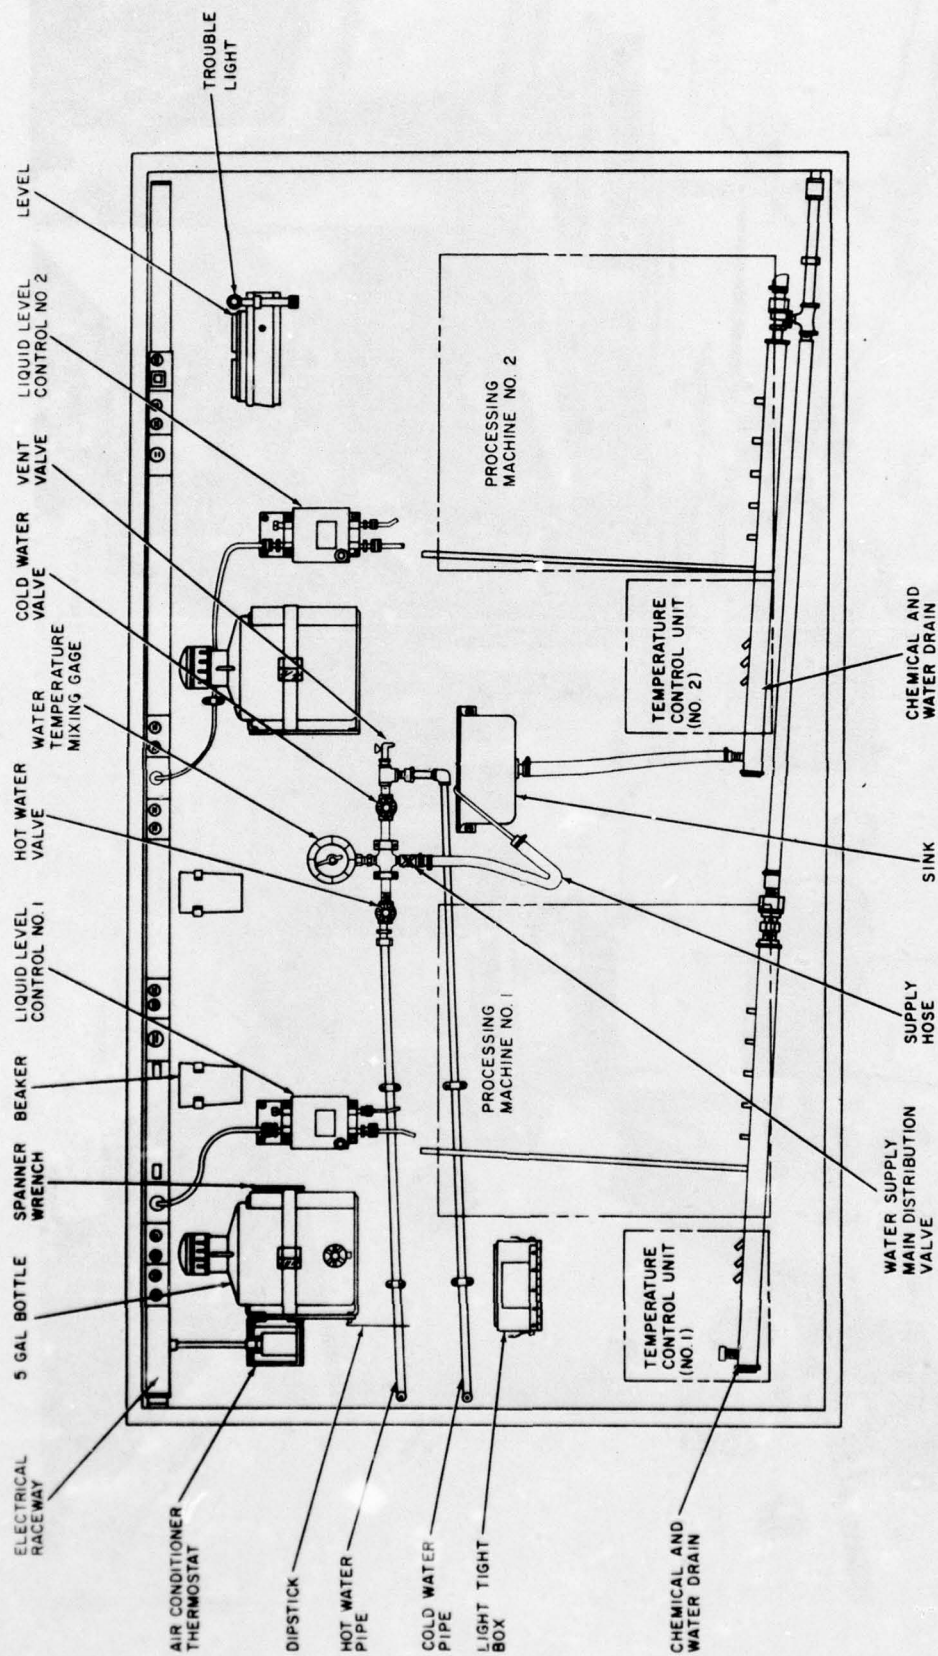 ELECTRICAL
RACEWAY
5 GAL BOTTLE
SPANNER
WRENCH
BEAKER
LIQUID LEVEL
CONTROL NO. 1
HOT WATER
VALVE
WATER
TEMPERATURE
MIXING GAGE
COLD WATER
VALVE
VENT
VALVE
LIQUID LEVEL
CONTROL NO 2
LEVEL
TROUBLE
LIGHT
AIR CONDITIONER
THERMOSTAT
DIPSTICK
HOT WATER
PIPE
COLD WATER
PIPE
LIGHT TIGHT
BOX
CHEMICAL AND
WATER DRAIN
TEMPERATURE
CONTROL UNIT
(NO. 1)
PROCESSING
MACHINE NO. 1
TEMPERATURE
CONTROL UNIT
(NO. 2)
PROCESSING
MACHINE NO. 2
WATER SUPPLY
MAIN DISTRIBUTION
VALVE
SUPPLY
HOSE
SINK
CHEMICAL AND
WATER DRAIN